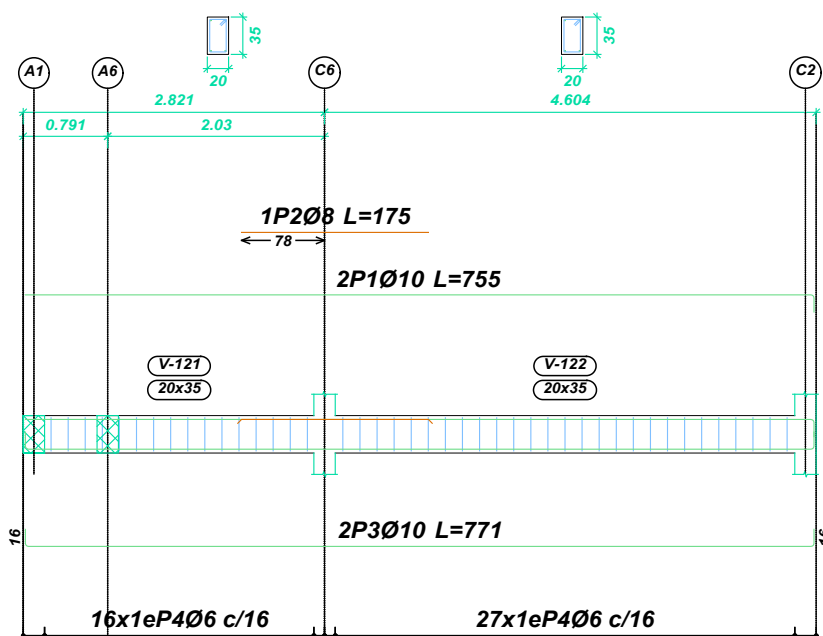 35
35
20
20
A1
A6
C6
C2
2.821
4.604
0.791
2.03
1P2Ø8 L=175
78
2P1Ø10 L=755
V-121
20x35
V-122
20x35
2P3Ø10 L=771
16
16
16x1eP4Ø6 c/16
27x1eP4Ø6 c/16